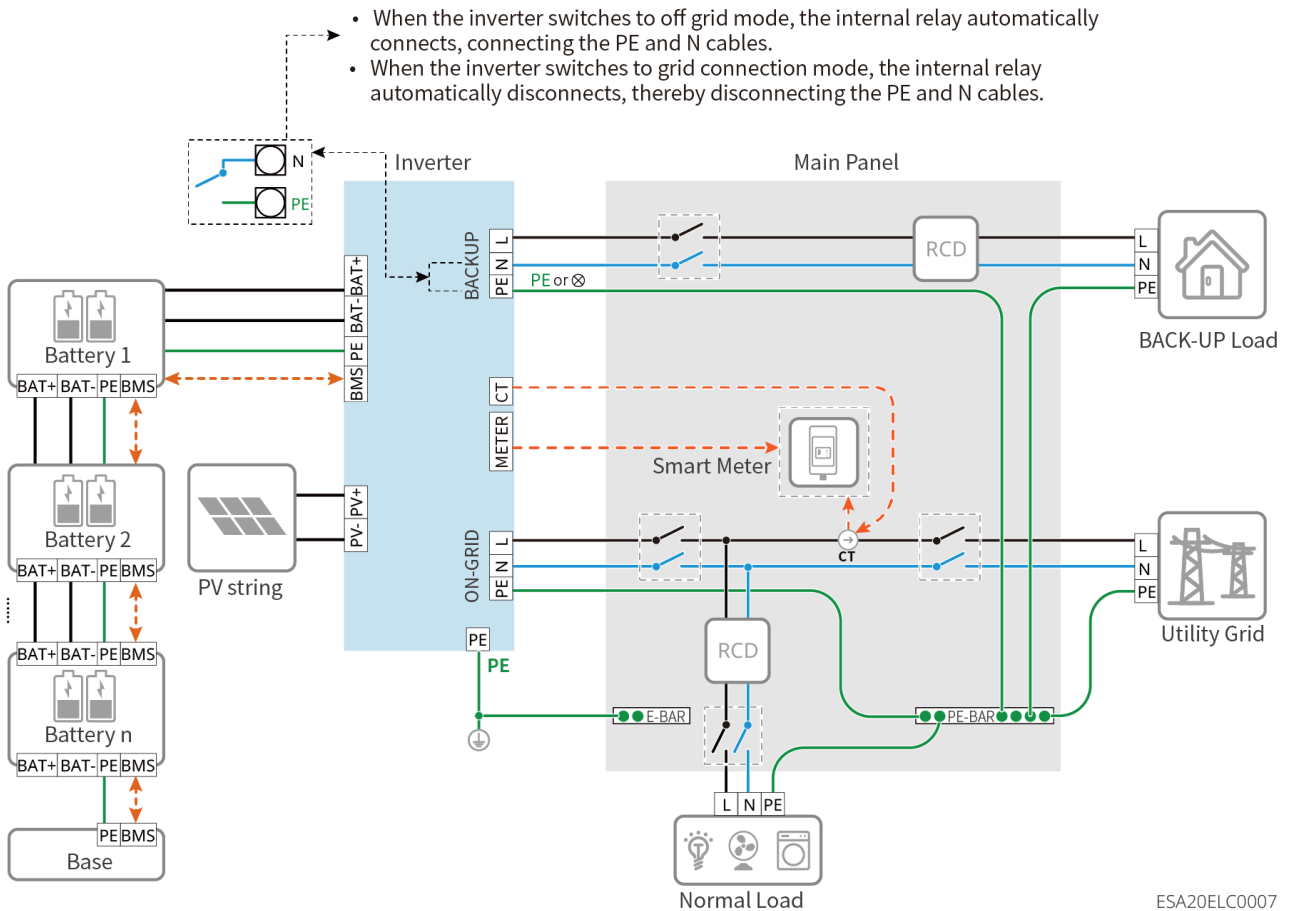 • When the inverter switches to off grid mode, the internal relay automatically
connects, connecting the PE and N cables.
• When the inverter switches to grid connection mode, the internal relay
automatically disconnects, thereby disconnecting the PE and N cables.
N
PE
Inverter
Main Panel
BACKUP
L
N
PE
PE or ⊗
RCD
L
N
PE
BACK-UP Load
BAT+
BAT-
PE
BMS
Battery 1
BAT+ BAT- PE BMS
CT
METER
Smart Meter
Battery 2
BAT+ BAT- PE BMS
PV string
PV+
PV-
ON-GRID
L
N
PE
CT
L
N
PE
Utility Grid
......
BAT+ BAT- PE BMS
Battery n
BAT+ BAT- PE BMS
PE
PE
RCD
E-BAR
PE-BAR
PE BMS
Base
L N PE
Normal Load
ESA20ELC0007